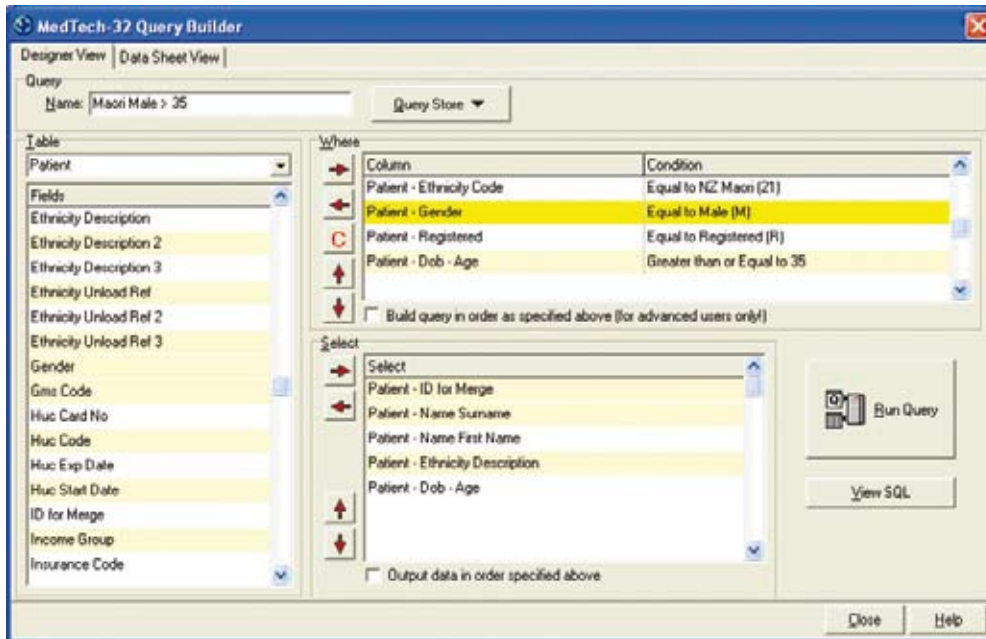 MedTech-32 Query Builder
Designer View Data Sheet View
Query
Name: Maori Male > 35
Query Store
Table
Patient
Fields
Ethnicity Description
Ethnicity Description 2
Ethnicity Description 3
Ethnicity Unload Ref
Ethnicity Unload Ref 2
Ethnicity Unload Ref 3
Gender
Gms Code
Huc Card No
Huc Code
Huc Exp Date
Huc Start Date
ID for Merge
Income Group
Insurance Code
Where
Column Condition
Patient - Ethnicity Code Equal to NZ Maori (21)
Patient - Gender Equal to Male (M)
Patient - Registered Equal to Registered (R)
Patient - Dob - Age Greater than or Equal to 35
C
Build query in order as specified above (for advanced users only!)
Select
Select
Patient - ID for Merge
Patient - Name Surname
Patient - Name First Name
Patient - Ethnicity Description
Patient - Dob - Age
Output data in order specified above
Q
Run Query
View SQL
Close Help